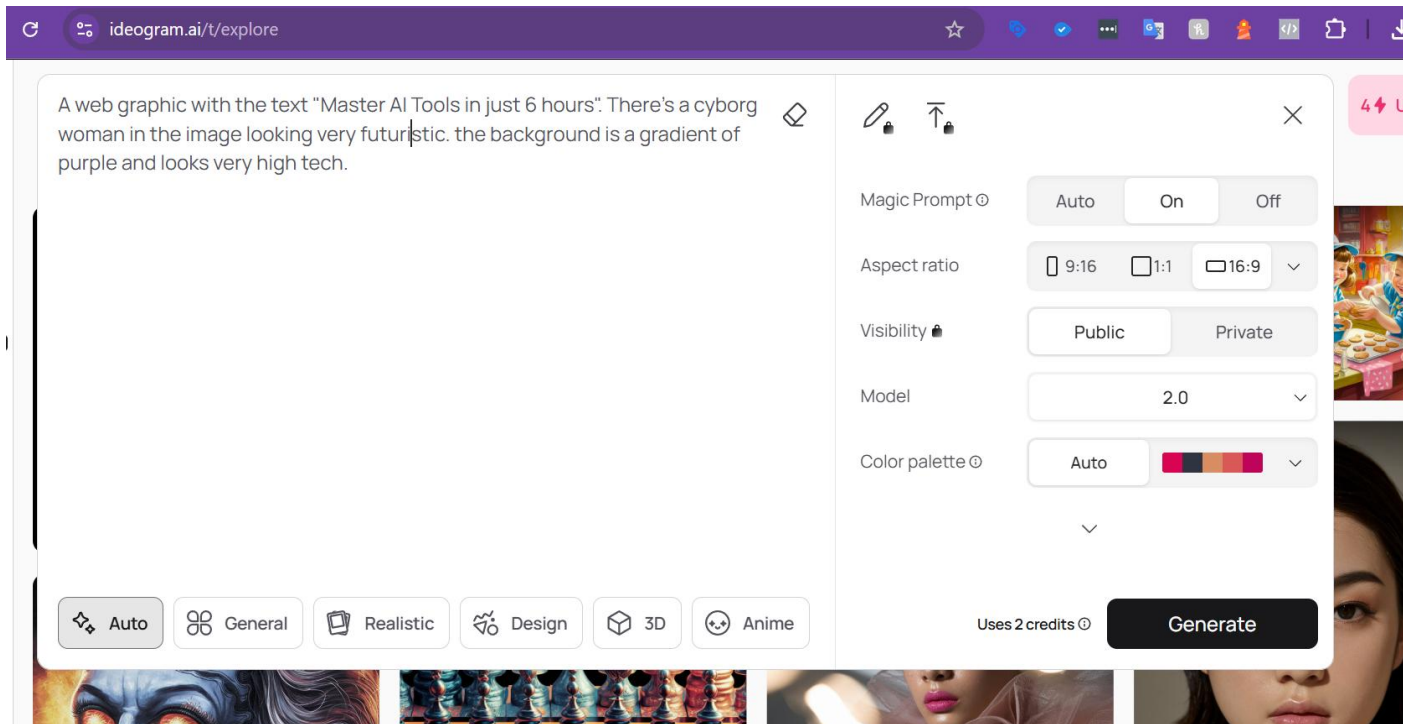 ideogram.ai/t/explore
A web graphic with the text "Master AI Tools in just 6 hours". There's a cyborg
woman in the image looking very futuristic. the background is a gradient of
purple and looks very high tech.
4
Magic Prompt
Auto
On
Off
Aspect ratio
9:16
1:1
16:9
Visibility
Public
Private
Model
2.0
Color palette
Auto
Auto
General
Realistic
Design
3D
Anime
Uses 2 credits
Generate